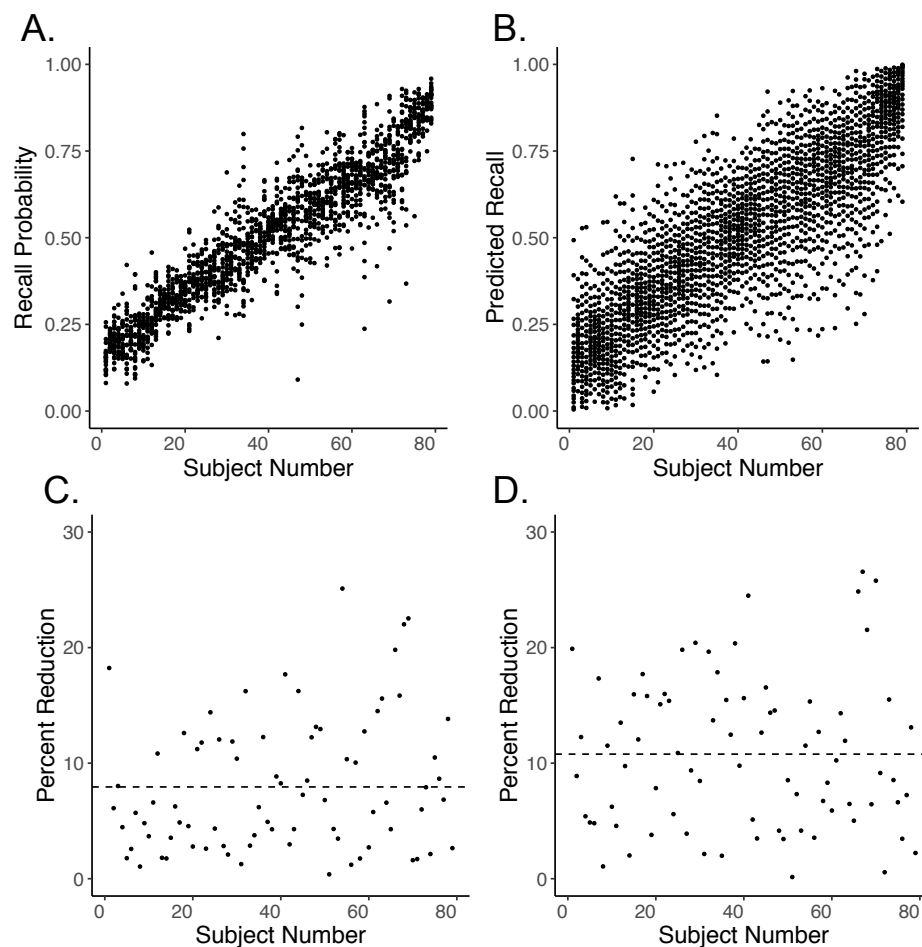 A.
1.00
0.75
0.50
0.25
0.00
Recall Probability
0 20 40 60 80
Subject Number
B.
1.00
0.75
0.50
0.25
0.00
Predicted Recall
0 20 40 60 80
Subject Number
C.
30
20
10
0
Percent Reduction
0 20 40 60 80
Subject Number
D.
30
20
10
0
Percent Reduction
0 20 40 60 80
Subject Number